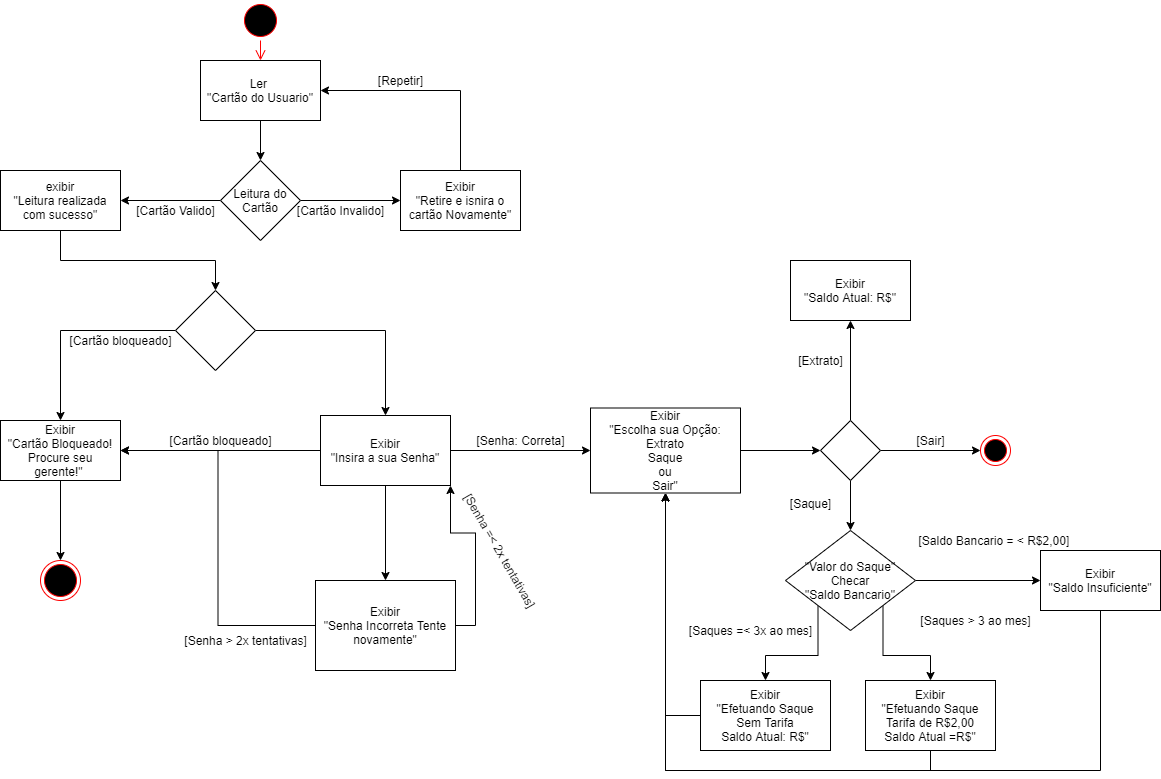 Ler
"Cartão do Usuario"
[Repetir]
exibir
"Leitura realizada
com sucesso"
[Cartão Valido]
Leitura do
Cartão
[Cartão Invalido]
Exibir
"Retire e isnira o
cartão Novamente"
[Cartão bloqueado]
Exibir
"Cartão Bloqueado!
Procure seu
gerente!"
[Cartão bloqueado]
Exibir
"Insira a sua Senha"
[Senha: Correta]
[Senha =< 2x tentativas]
[Senha > 2x tentativas]
Exibir
"Senha Incorreta Tente
novamente"
Exibir
"Escolha sua Opção:
Extrato
Saque
ou
Sair"
Exibir
"Saldo Atual: R$"
[Extrato]
[Sair]
[Saque]
"Valor do Saque"
Checar
"Saldo Bancario"
[Saldo Bancario = < R$2,00]
Exibir
"Saldo Insuficiente"
[Saques =< 3x ao mes]
[Saques > 3 ao mes]
Exibir
"Efetuando Saque
Sem Tarifa
Saldo Atual: R$"
Exibir
"Efetuando Saque
Tarifa de R$2,00
Saldo Atual =R$"